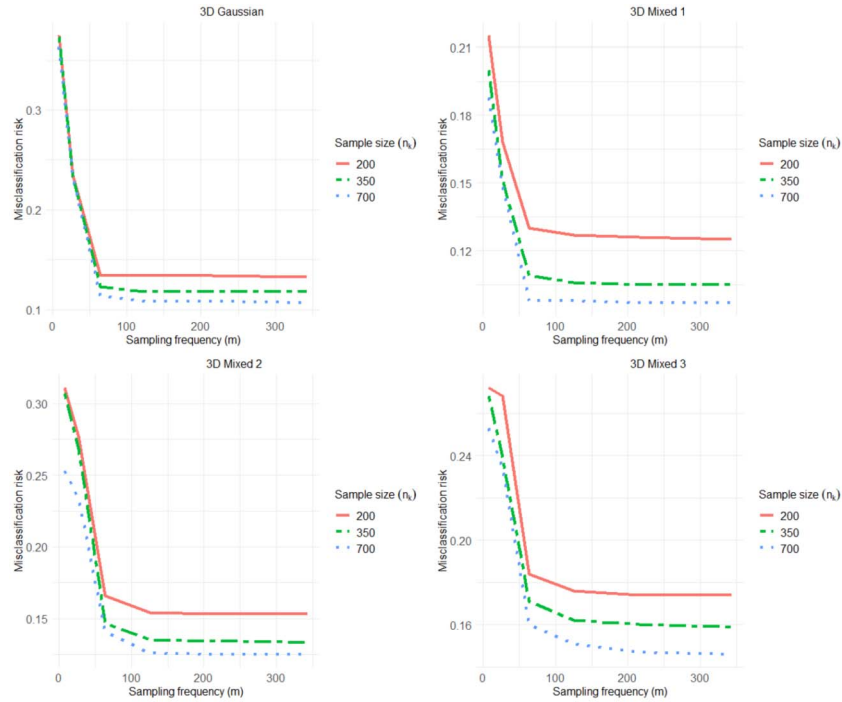 3D Gaussian
Misclassification risk
0.3
0.2
0.1
0
100
200
300
Sampling frequency (m)
Sample size (nk)
200
350
700
3D Mixed 1
Misclassification risk
0.21
0.18
0.15
0.12
0
100
200
300
Sampling frequency (m)
Sample size (nk)
200
350
700
3D Mixed 2
Misclassification risk
0.30
0.25
0.20
0.15
0
100
200
300
Sampling frequency (m)
Sample size (nk)
200
350
700
3D Mixed 3
Misclassification risk
0.24
0.20
0.16
0
100
200
300
Sampling frequency (m)
Sample size (nk)
200
350
700